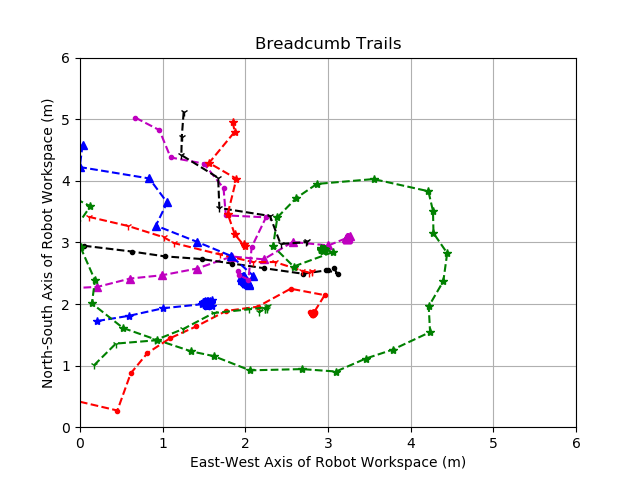 Breadcumb Trails
North-South Axis of Robot Workspace (m)
6
5
4
3
2
1
0
0 1 2 3 4 5 6
East-West Axis of Robot Workspace (m)